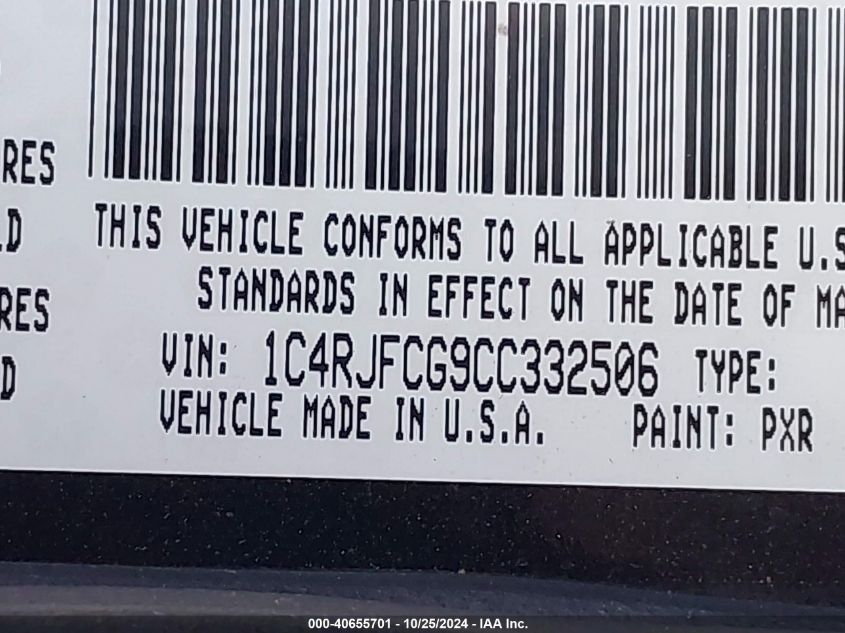 RES
LD
RES
D
THIS VEHICLE CONFORMS TO ALL APPLICABLE U.S
STANDARDS IN EFFECT ON THE DATE OF MA
VIN: 1C4RJFCG9CC332506 TYPE:
VEHICLE MADE IN U.S.A. PAINT: PXR
000-40655701 - 10/25/2024 - IAA Inc.